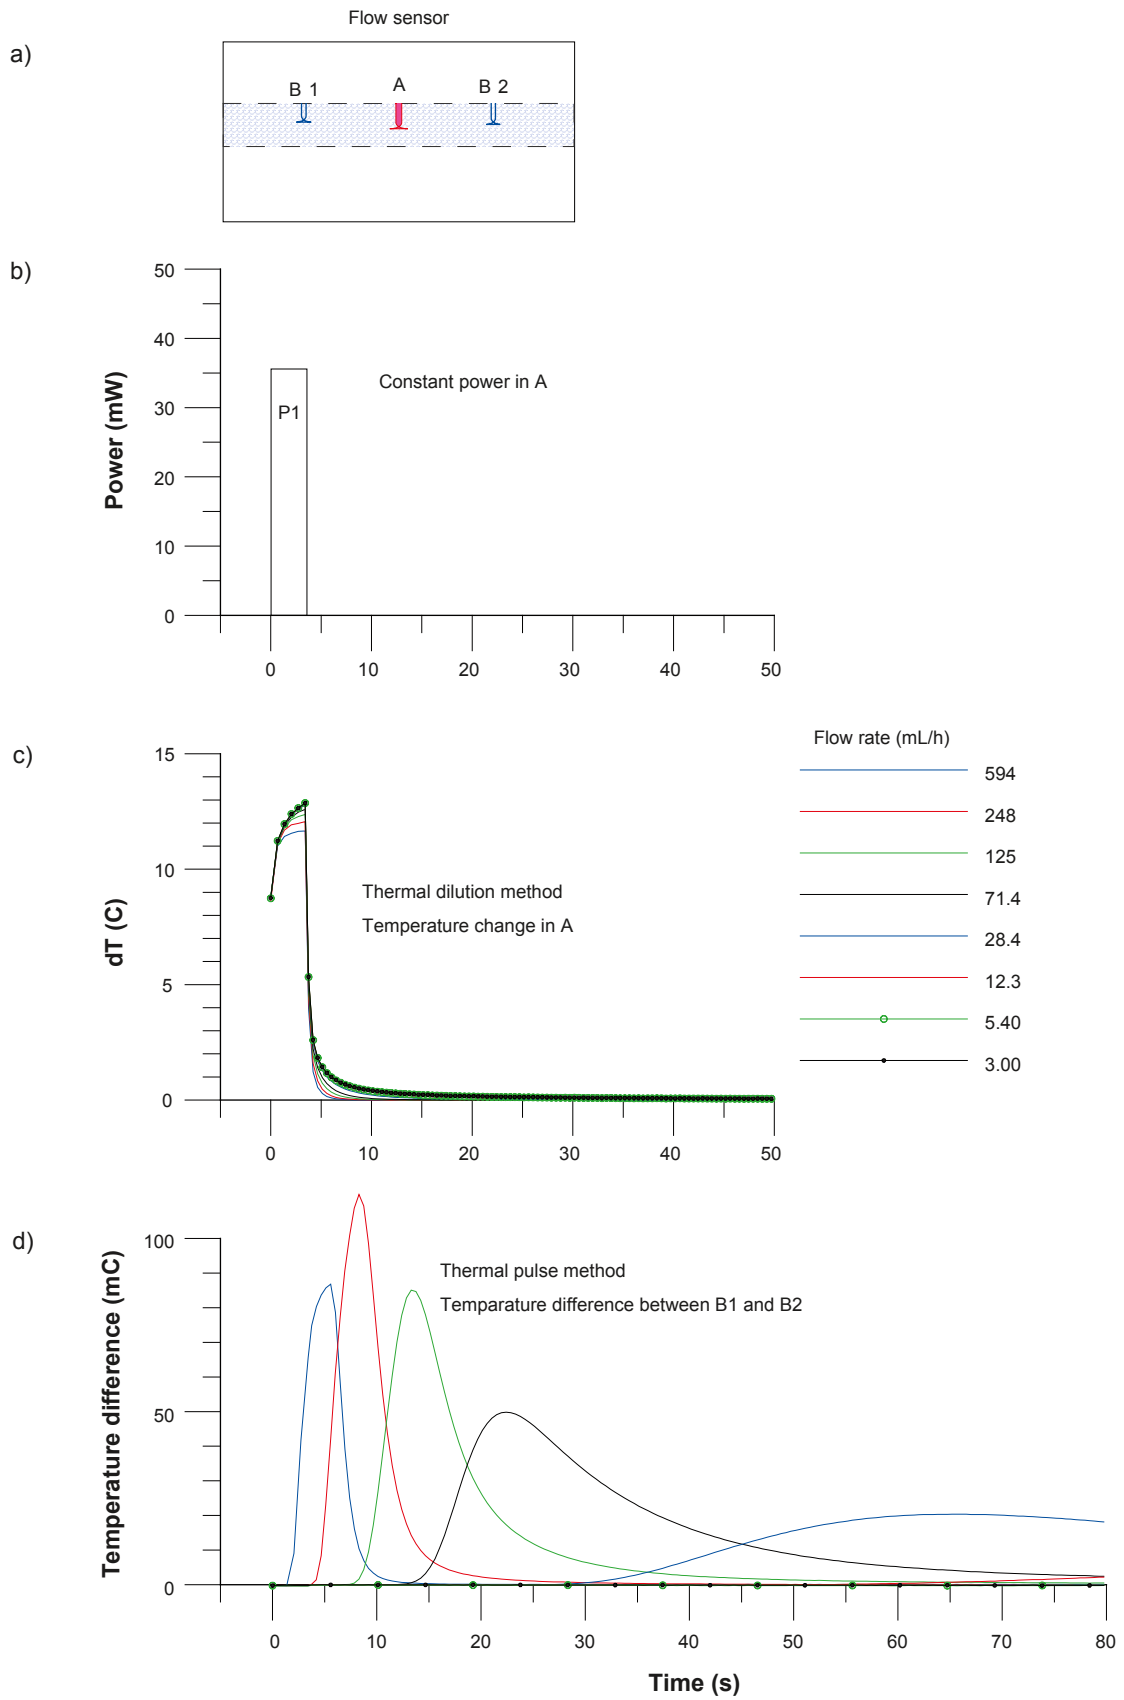 Flow sensor
a)
B 1
A
B 2
b)
50
40
30
20
10
0
Power (mW)
P1
Constant power in A
0
10
20
30
40
50
c)
15
10
5
0
dT (C)
Thermal dilution method
Temperature change in A
0
10
20
30
40
50
Flow rate (mL/h)
594
248
125
71.4
28.4
12.3
5.40
3.00
d)
100
50
0
Temperature difference (mC)
Thermal pulse method
Temparature difference between B1 and B2
0
10
20
30
40
50
60
70
80
Time (s)